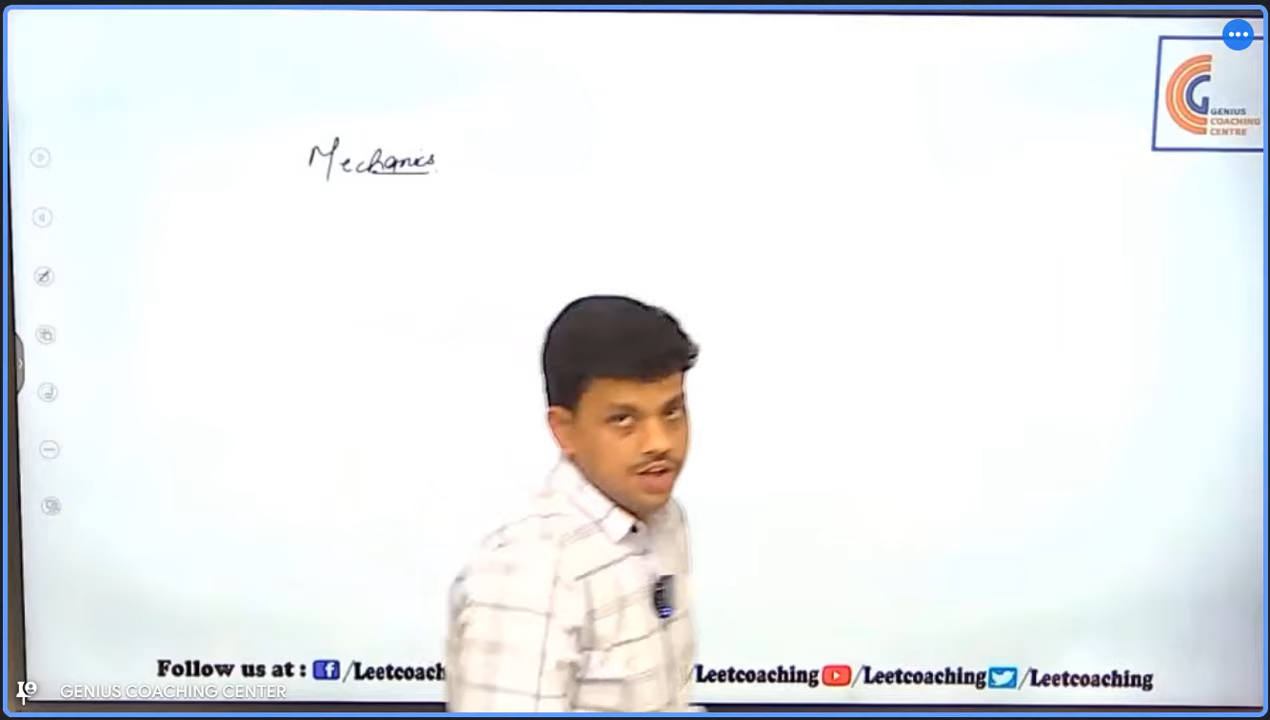 Mechanics.
GENIUS
COACHING
CENTRE
Follow us at : /Leetcoach /Leetcoaching /Leetcoaching /Leetcoaching
GENIUS COACHING CENTER